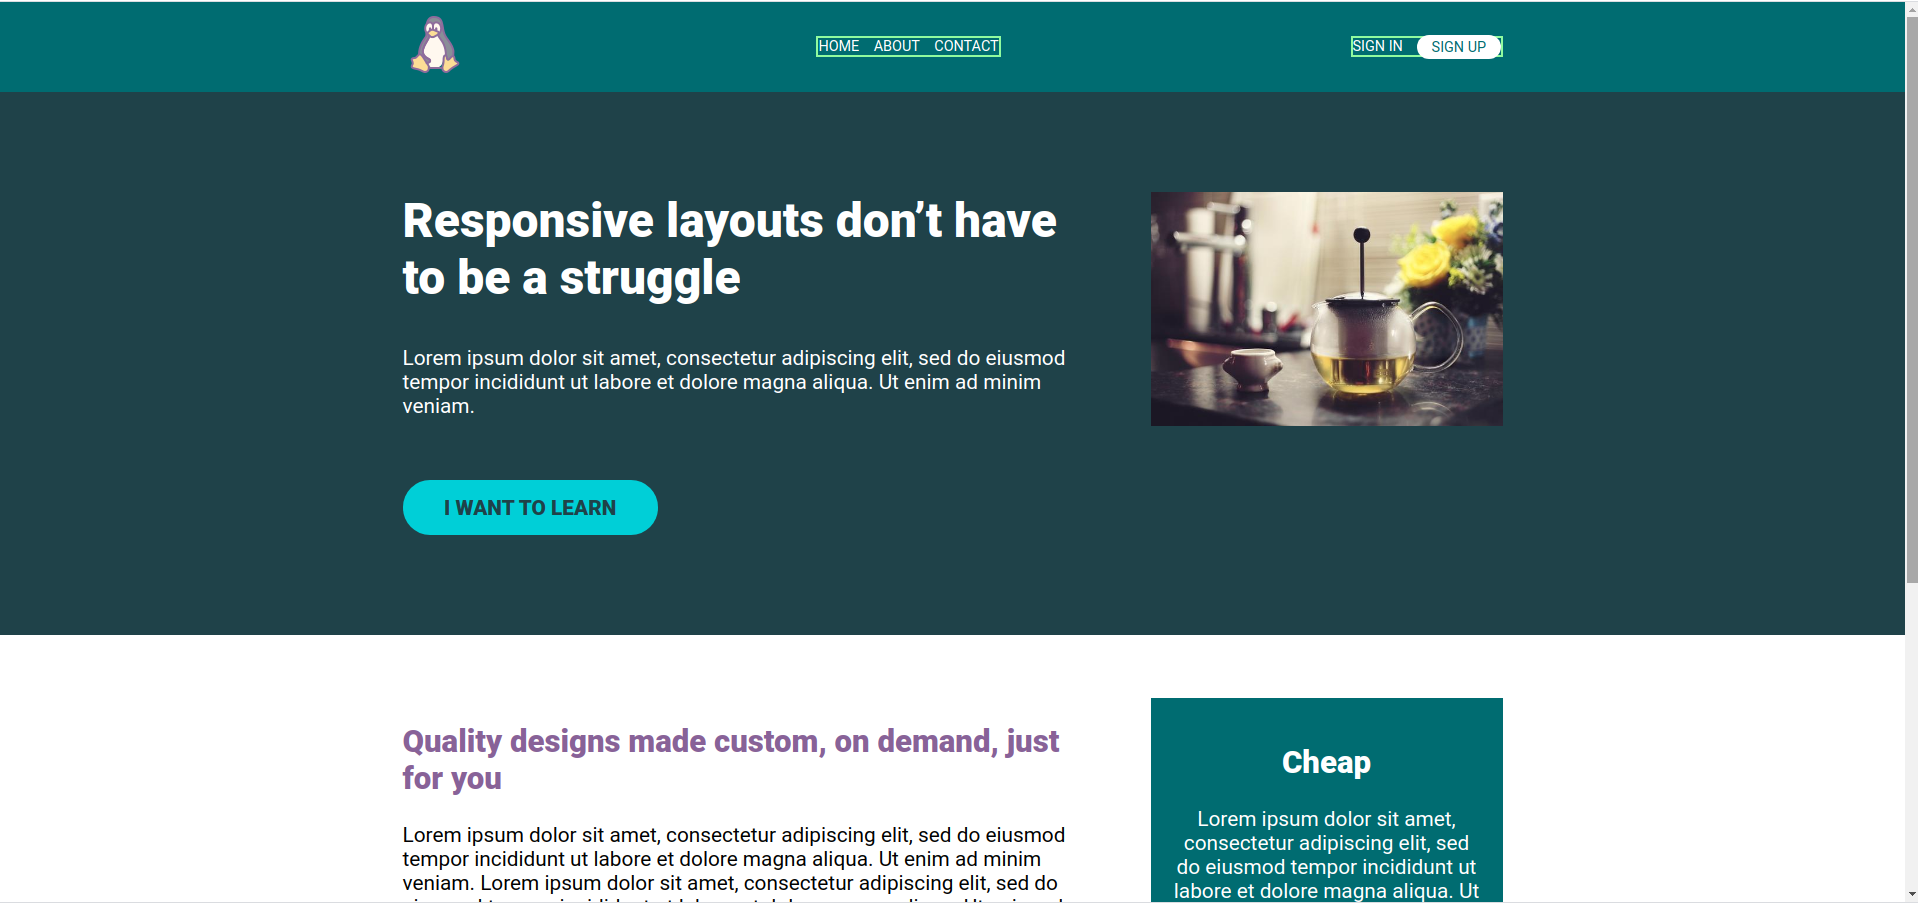 HOME ABOUT CONTACT SIGN IN SIGN UP
Responsive layouts don’t have
to be a struggle
Lorem ipsum dolor sit amet, consectetur adipiscing elit, sed do eiusmod
tempor incididunt ut labore et dolore magna aliqua. Ut enim ad minim
veniam.
I WANT TO LEARN
Quality designs made custom, on demand, just
for you
Lorem ipsum dolor sit amet, consectetur adipiscing elit, sed do eiusmod
tempor incididunt ut labore et dolore magna aliqua. Ut enim ad minim
veniam. Lorem ipsum dolor sit amet, consectetur adipiscing elit, sed do
Cheap
Lorem ipsum dolor sit amet,
consectetur adipiscing elit, sed
do eiusmod tempor incididunt ut
labore et dolore magna aliqua. Ut